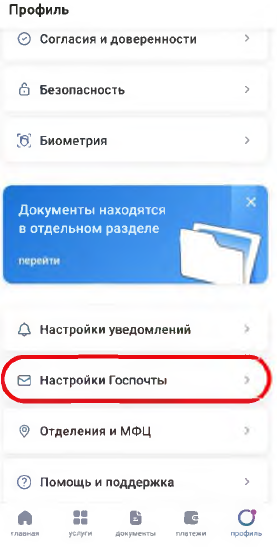 Профиль
Согласия и доверенности
Безопасность
Биометрия
Документы находятся
в отдельном разделе
перейти
Настройки уведомлений
Настройки Госпочты
Отделения и МФЦ
Помощь и поддержка
главная услуги документы платежи профиль